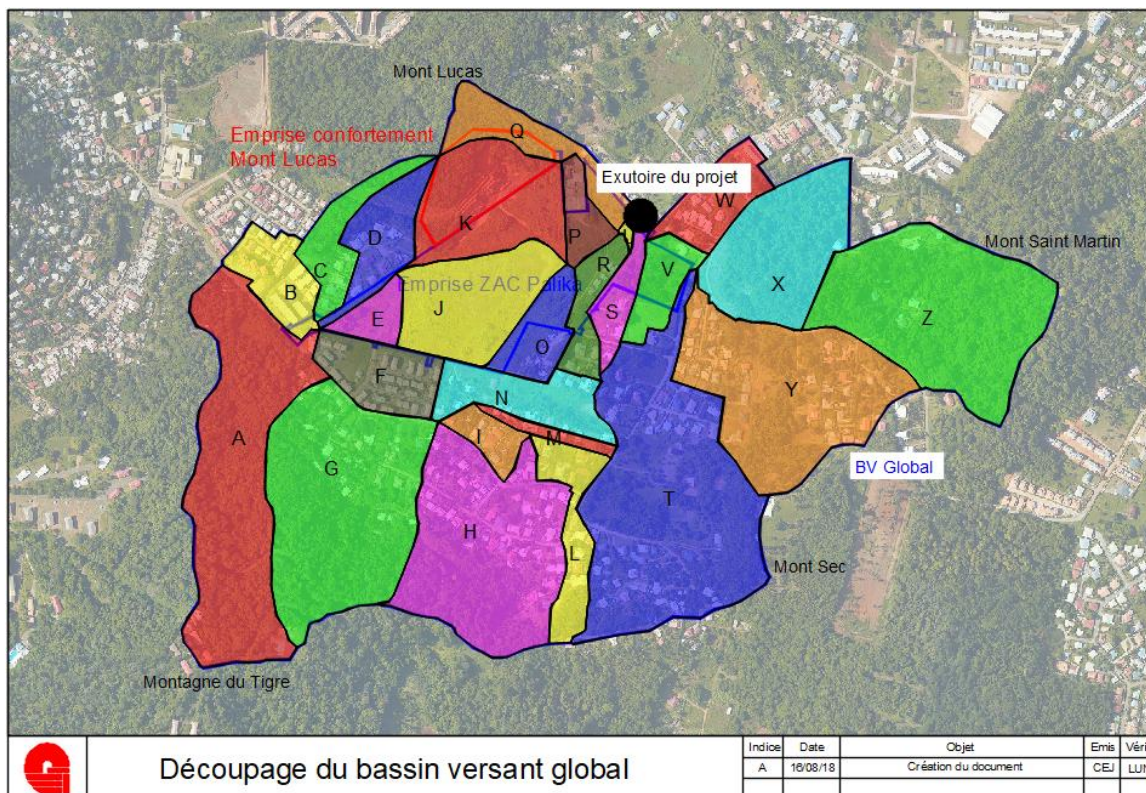 Mont Lucas
Emprise confortement
Mont Lucas
Q
Exutoire du projet
W
K
D
P
Mont Saint Martin
R
V
C
X
B
Emprise ZAC Palika
E
J
S
Z
O
F
Y
N
A
I
M
G
BV Global
T
H
L
Mont Sec
Montagne du Tigre
Découpage du bassin versant global
Indice Date Objet Emis Véri
A 16/08/18 Création du document CEJ LUN